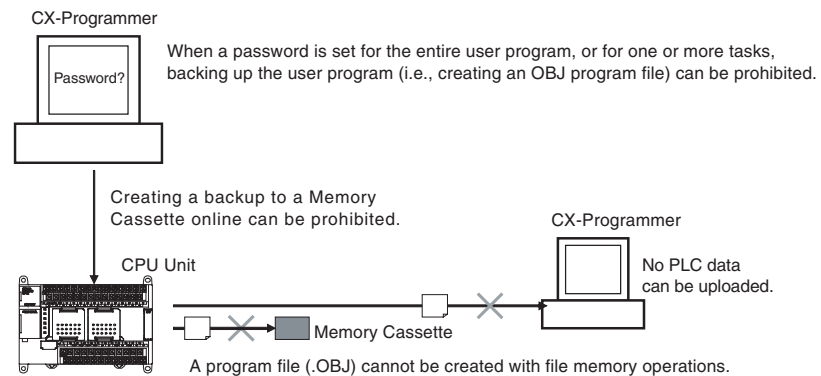 CX-Programmer
Password?
When a password is set for the entire user program, or for one or more tasks,
backing up the user program (i.e., creating an OBJ program file) can be prohibited.
Creating a backup to a Memory
Cassette online can be prohibited.
CX-Programmer
CPU Unit
No PLC data
can be uploaded.
Memory Cassette
A program file (.OBJ) cannot be created with file memory operations.